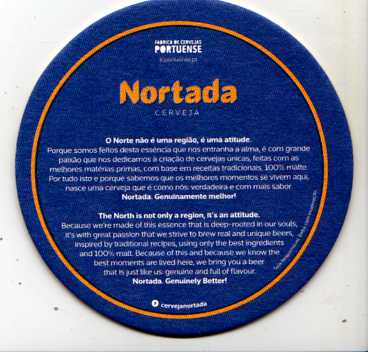 FABRICA DE CERVEJAS
PORTUENSE
Nortada
CERVEJA
O Norte não é uma região, é uma atitude.
Porque somos feitos desta essência que nos entranha a alma, é com grande
paixão que nos dedicamos à criação de cervejas únicas, feitas com as
melhores matérias primas, com base em receitas tradicionais, 100% malte.
Por tudo isto e porque sabemos que os melhores momentos se vivem aqui,
nasce uma cerveja que é como nós: verdadeira e com mais sabor.
Nortada. Genuinamente melhor!
The North is not only a region, it's an attitude.
Because we're made of this essence that is deep-rooted in our souls,
it's with great passion that we strive to brew real and unique beers,
inspired by traditional recipes, using only the best ingredients
and 100% malt. Because of this and because we know the
best moments are lived here, we bring you a beer
that is just like us-genuine and full of flavour.
Nortada. Genuinely Better!
cervejanortada